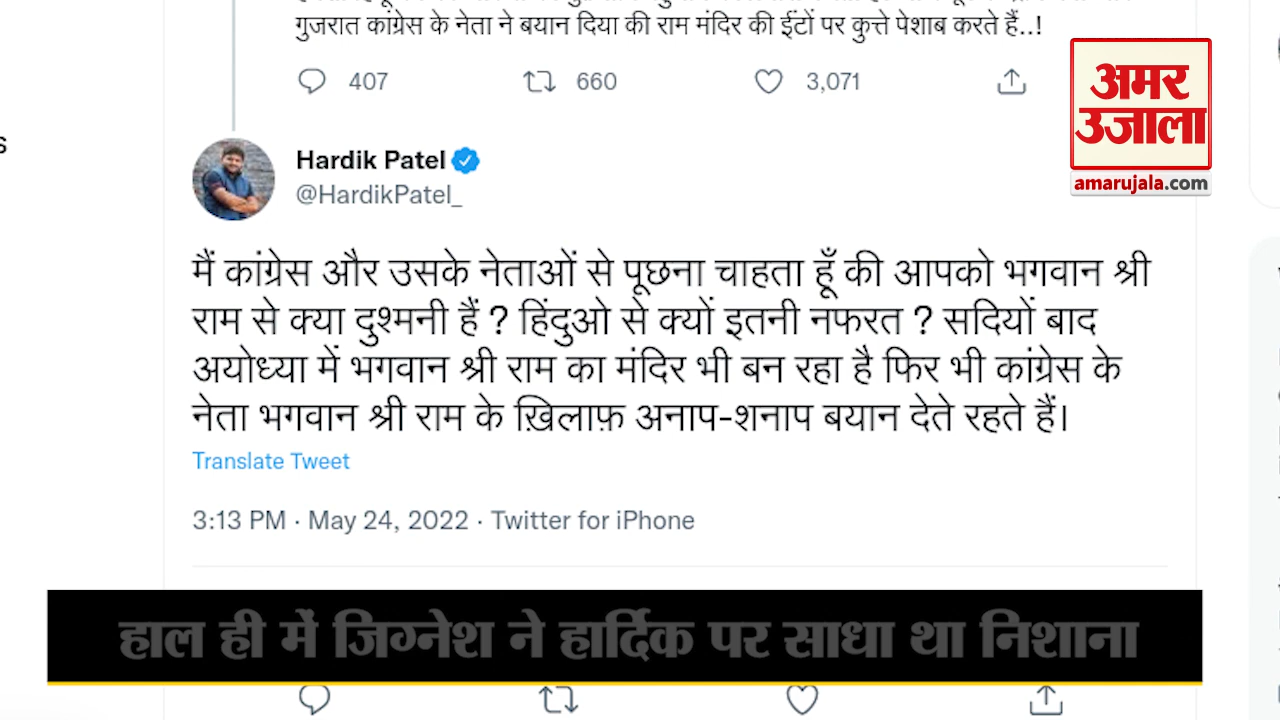 गुजरात कांग्रेस के नेता ने बयान दिया की राम मंदिर की ईंटों पर कुत्ते पेशाब करते हैं..!
407 660 3,071
अमर
उजाला
amarujala.com
Hardik Patel
@HardikPatel_
मैं कांग्रेस और उसके नेताओं से पूछना चाहता हूँ की आपको भगवान श्री
राम से क्या दुश्मनी हैं ? हिंदुओ से क्यों इतनी नफरत ? सदियों बाद
अयोध्या में भगवान श्री राम का मंदिर भी बन रहा है फिर भी कांग्रेस के
नेता भगवान श्री राम के ख़िलाफ़ अनाप-शनाप बयान देते रहते हैं।
Translate Tweet
3:13 PM · May 24, 2022 · Twitter for iPhone
हाल ही में जिग्नेश ने हार्दिक पर साधा था निशाना